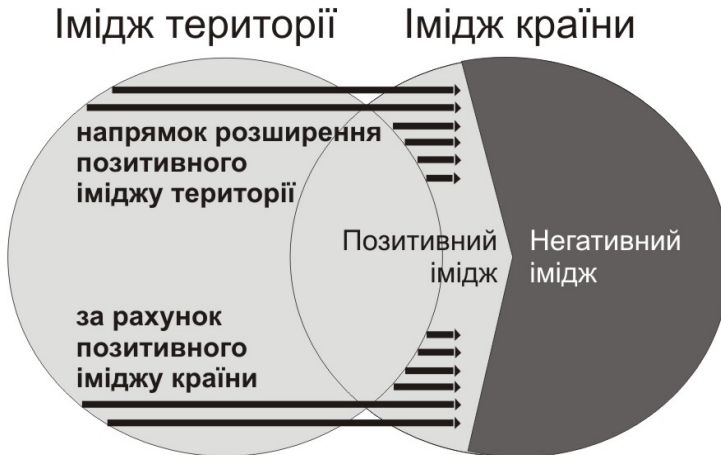 Імідж території
Імідж країни
напрямок розширення
позитивного
іміджу території
Позитивний
імідж
Негативний
імідж
за рахунок
позитивного
іміджу країни